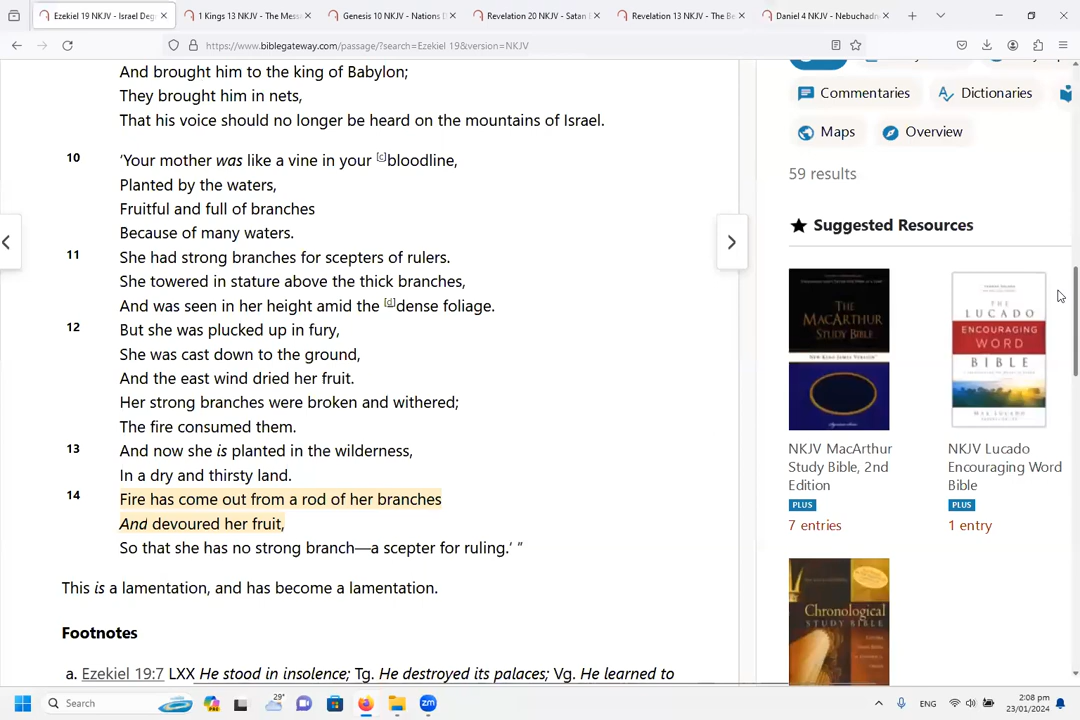 Ezekiel 19 NKJV - Israel Deg
1 Kings 13 NKJV - The Mess
Genesis 10 NKJV - Nations D
Revelation 20 NKJV - Satan
Revelation 13 NKJV - The Be
Daniel 4 NKJV - Nebuchadne
https://www.biblegateway.com/passage/?search=Ezekiel 19&version=NKJV
And brought him to the king of Babylon;
They brought him in nets,
That his voice should no longer be heard on the mountains of Israel.
10 ‘Your mother was like a vine in your [c]bloodline,
Planted by the waters,
Fruitful and full of branches
Because of many waters.
11 She had strong branches for scepters of rulers.
She towered in stature above the thick branches,
And was seen in her height amid the [d]dense foliage.
12 But she was plucked up in fury,
She was cast down to the ground,
And the east wind dried her fruit.
Her strong branches were broken and withered;
The fire consumed them.
13 And now she is planted in the wilderness,
In a dry and thirsty land.
14 Fire has come out from a rod of her branches
And devoured her fruit,
So that she has no strong branch—a scepter for ruling.’ ”
This is a lamentation, and has become a lamentation.
Footnotes
a. Ezekiel 19:7 LXX He stood in insolence; Tg. He destroyed its palaces; Vg. He learned to
Commentaries
Dictionaries
Maps
Overview
59 results
Suggested Resources
THE
MACARTHUR
STUDY BIBLE
NKJV MacArthur
Study Bible, 2nd
Edition
PLUS
7 entries
THE
LUCADO
ENCOURAGING
WORD
BIBLE
MAX LUCADO
NKJV Lucado
Encouraging Word
Bible
PLUS
1 entry
Chronological
STUDY BIBLE
Search
29°
ENG
2:08 pm
23/01/2024